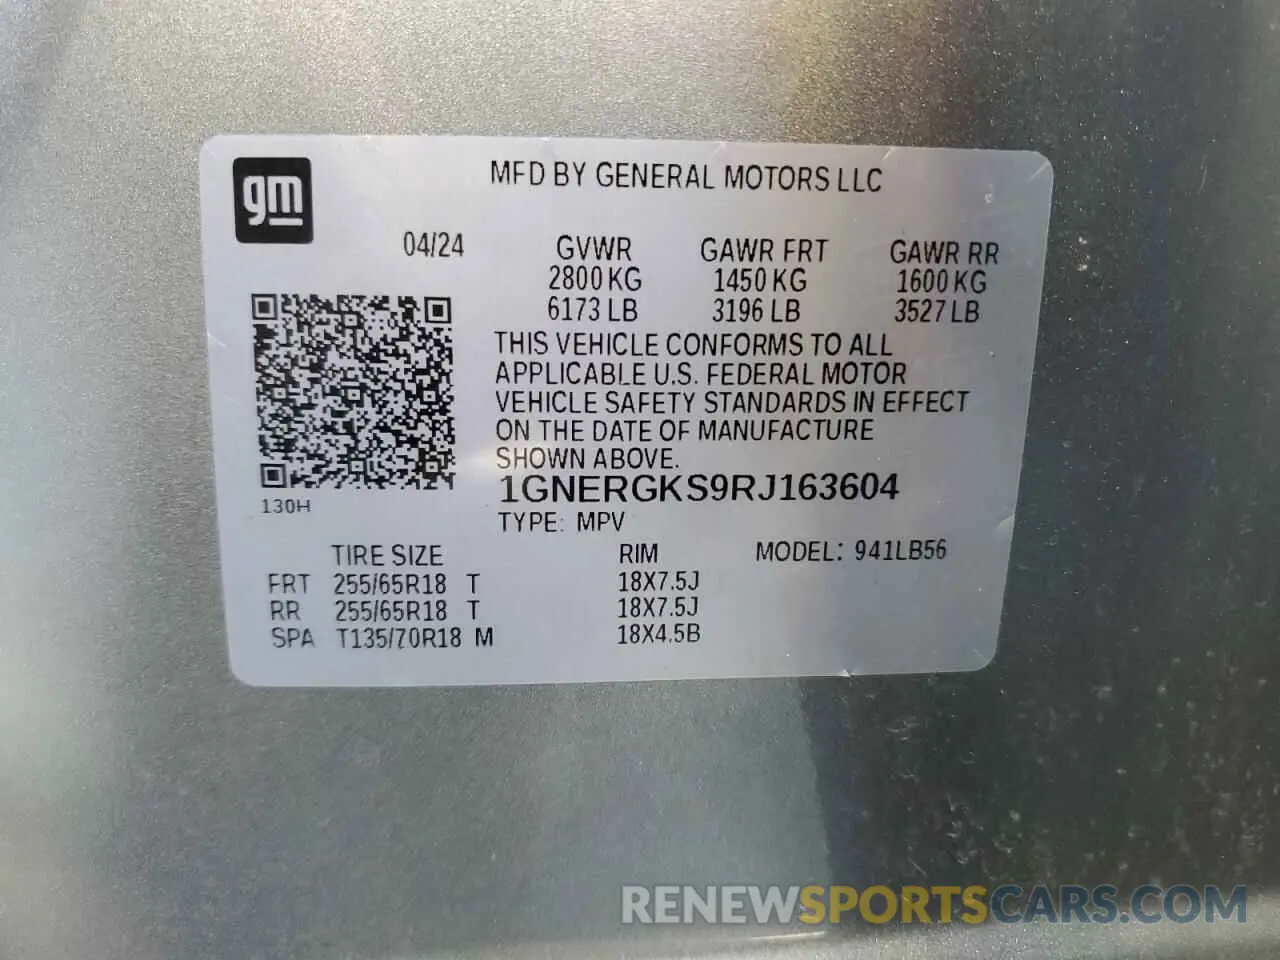 gm
MFD BY GENERAL MOTORS LLC
04/24 GVWR GAWR FRT GAWR RR
2800 KG 1450 KG 1600 KG
6173 LB 3196 LB 3527 LB
THIS VEHICLE CONFORMS TO ALL
APPLICABLE U.S. FEDERAL MOTOR
VEHICLE SAFETY STANDARDS IN EFFECT
ON THE DATE OF MANUFACTURE
SHOWN ABOVE.
130H
1GNERGKS9RJ163604
TYPE: MPV
TIRE SIZE RIM MODEL: 941LB56
FRT 255/65R18 T 18X7.5J
RR 255/65R18 T 18X7.5J
SPA T135/70R18 M 18X4.5B
RENEWSPORTSCARS.COM